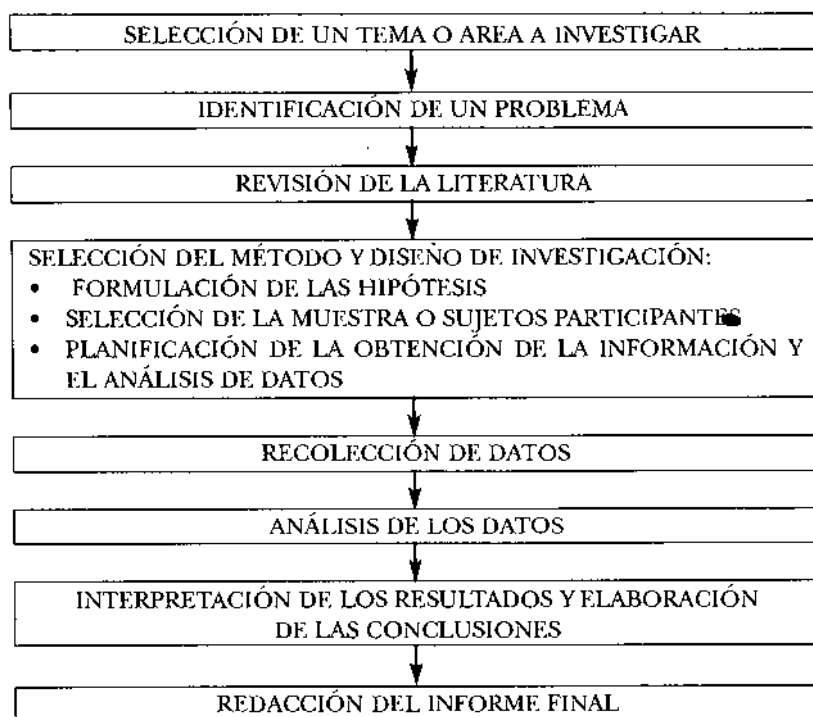 SELECCIÓN DE UN TEMA O AREA A INVESTIGAR
IDENTIFICACIÓN DE UN PROBLEMA
REVISIÓN DE LA LITERATURA
SELECCIÓN DEL MÉTODO Y DISEÑO DE INVESTIGACIÓN:
• FORMULACIÓN DE LAS HIPÓTESIS
• SELECCIÓN DE LA MUESTRA O SUJETOS PARTICIPANTES
• PLANIFICACIÓN DE LA OBTENCIÓN DE LA INFORMACIÓN Y
EL ANÁLISIS DE DATOS
RECOLECCIÓN DE DATOS
ANÁLISIS DE LOS DATOS
INTERPRETACIÓN DE LOS RESULTADOS Y ELABORACIÓN
DE LAS CONCLUSIONES
REDACCIÓN DEL INFORME FINAL